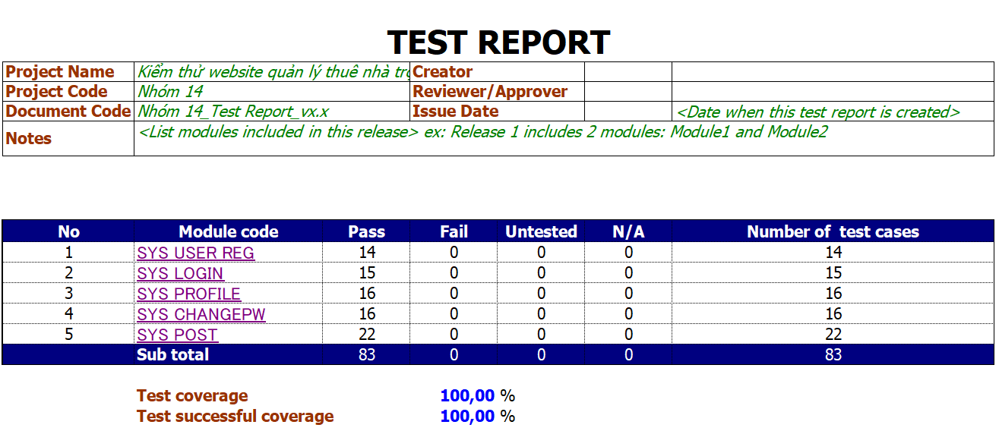 TEST REPORT
Project Name Kiểm thử website quản lý thuê nhà trọ Creator
Project Code Nhóm 14 Reviewer/Approver
Document Code Nhóm 14_Test Report_vx.x Issue Date <Date when this test report is created>
Notes <List modules included in this release> ex: Release 1 includes 2 modules: Module1 and Module2
No Module code Pass Fail Untested N/A Number of test cases
1 SYS USER REG 14 0 0 0 14
2 SYS LOGIN 15 0 0 0 15
3 SYS PROFILE 16 0 0 0 16
4 SYS CHANGEPW 16 0 0 0 16
5 SYS POST 22 0 0 0 22
Sub total 83 0 0 0 83
Test coverage 100,00 %
Test successful coverage 100,00 %